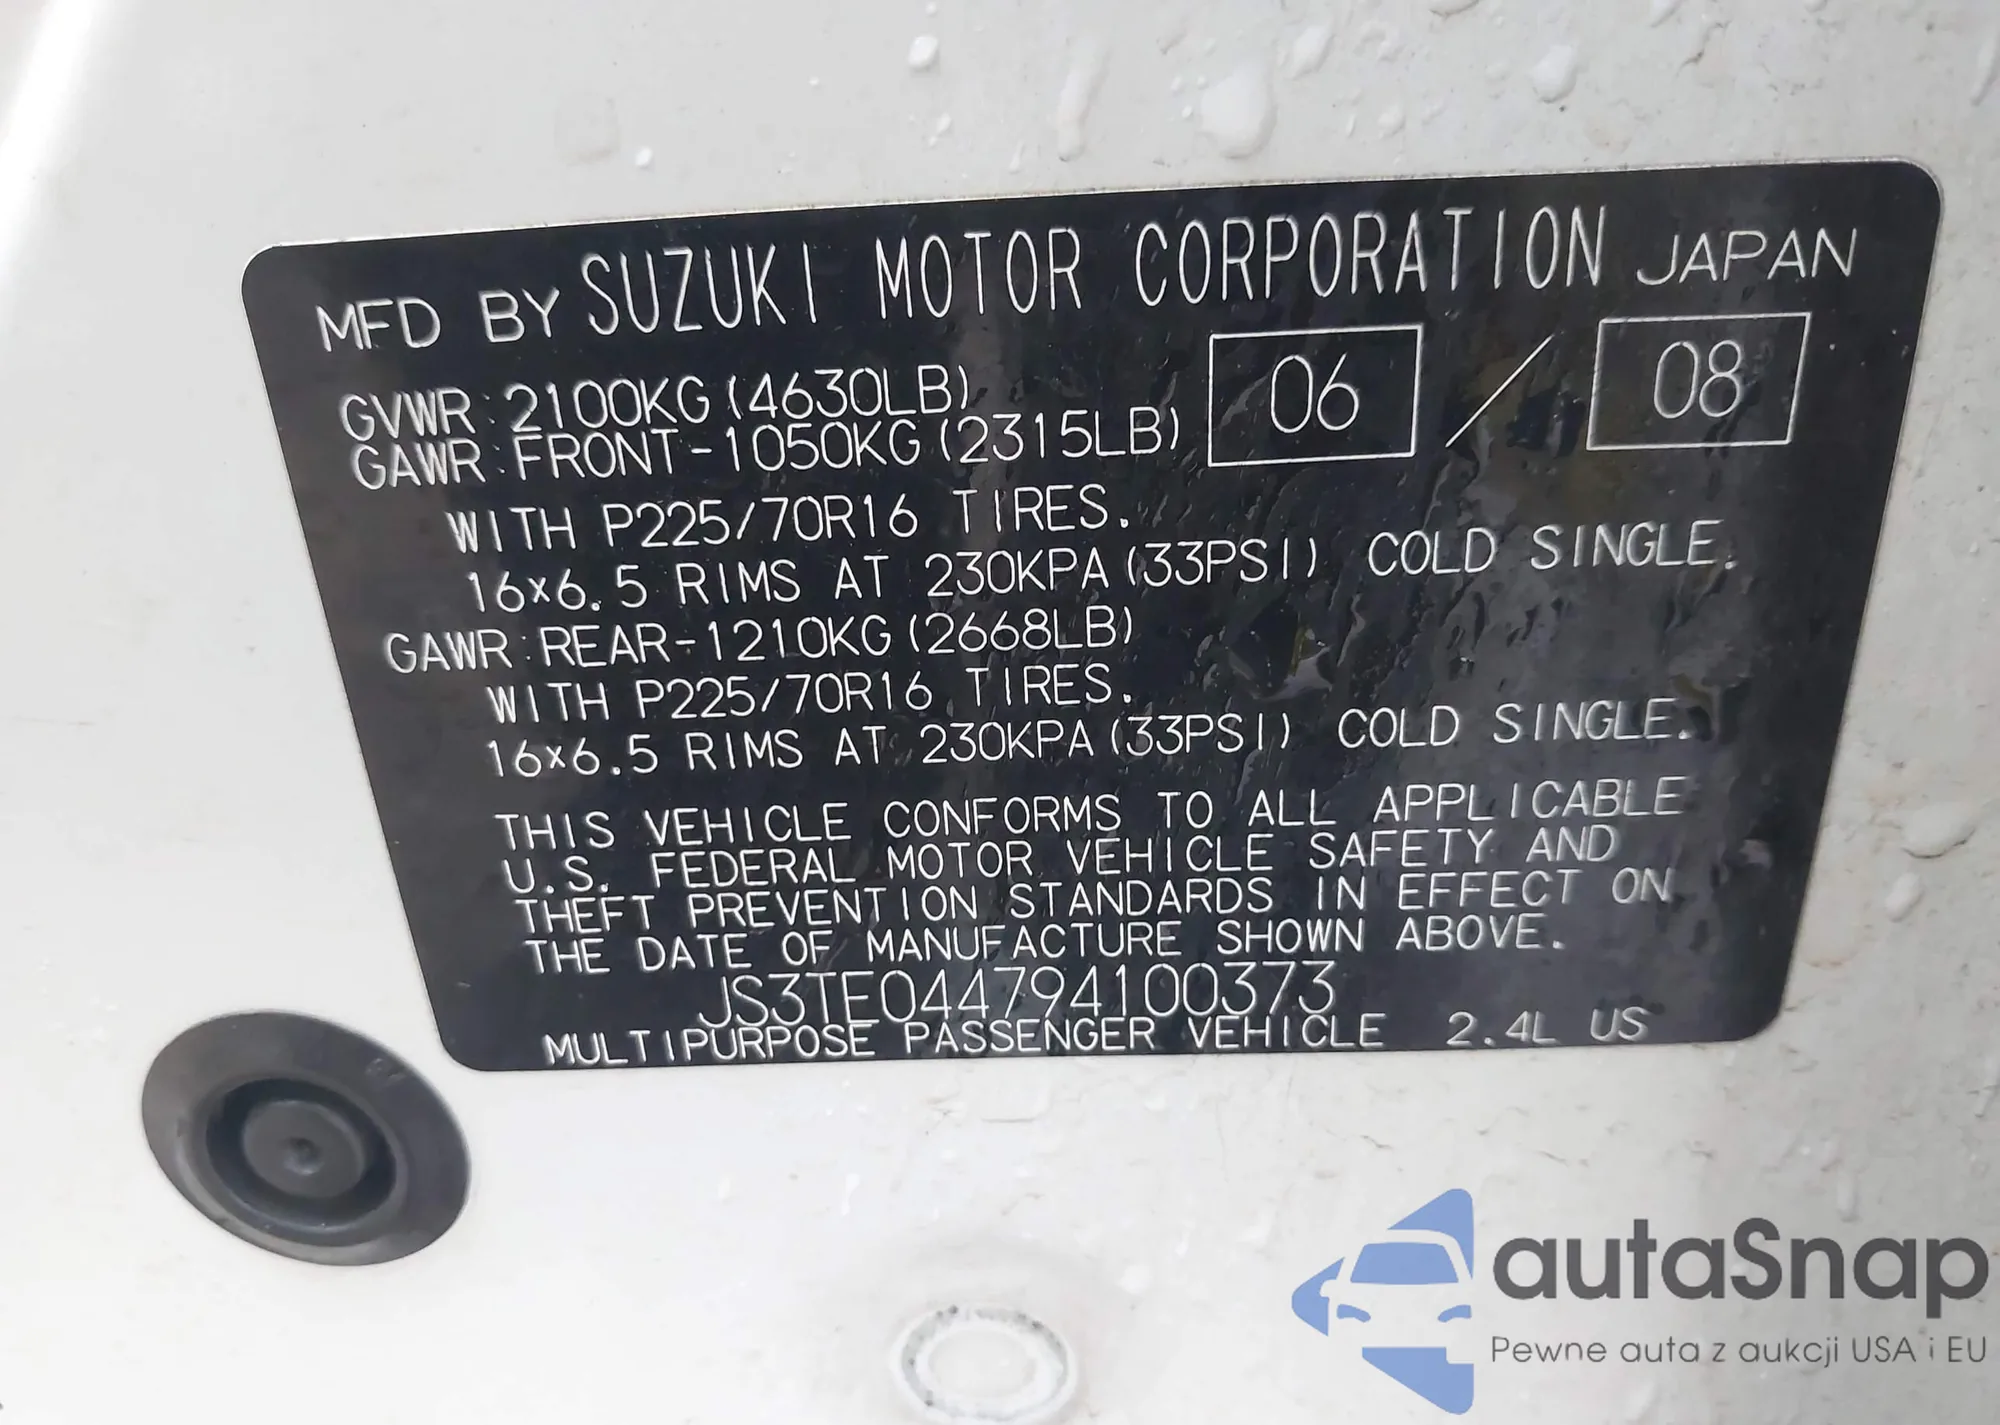 MFD BY SUZUKI MOTOR CORPORATION JAPAN
GVWR : 2100KG (4630LB) 06 / 08
GAWR : FRONT-1050KG (2315LB)
WITH P225/70R16 TIRES.
16x6.5 RIMS AT 230KPA (33PSI) COLD SINGLE.
GAWR : REAR-1210KG (2668LB)
WITH P225/70R16 TIRES.
16x6.5 RIMS AT 230KPA (33PSI) COLD SINGLE.
THIS VEHICLE CONFORMS TO ALL APPLICABLE
U.S. FEDERAL MOTOR VEHICLE SAFETY AND
THEFT PREVENTION STANDARDS IN EFFECT ON
THE DATE OF MANUFACTURE SHOWN ABOVE.
JS3TE044794100373
MULTIPURPOSE PASSENGER VEHICLE 2.4L US
autaSnap
Pewne auta z aukcji USA i EU